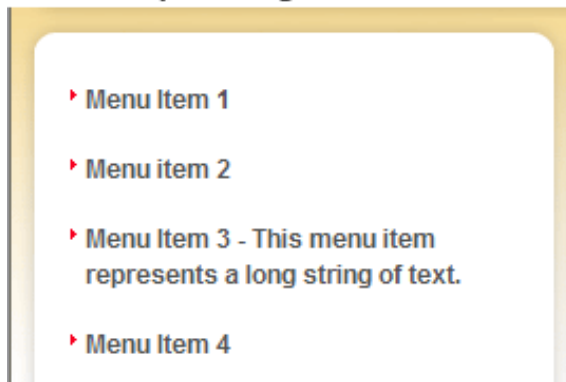 Menu Item 1
Menu item 2
Menu Item 3 - This menu item
represents a long string of text.
Menu Item 4